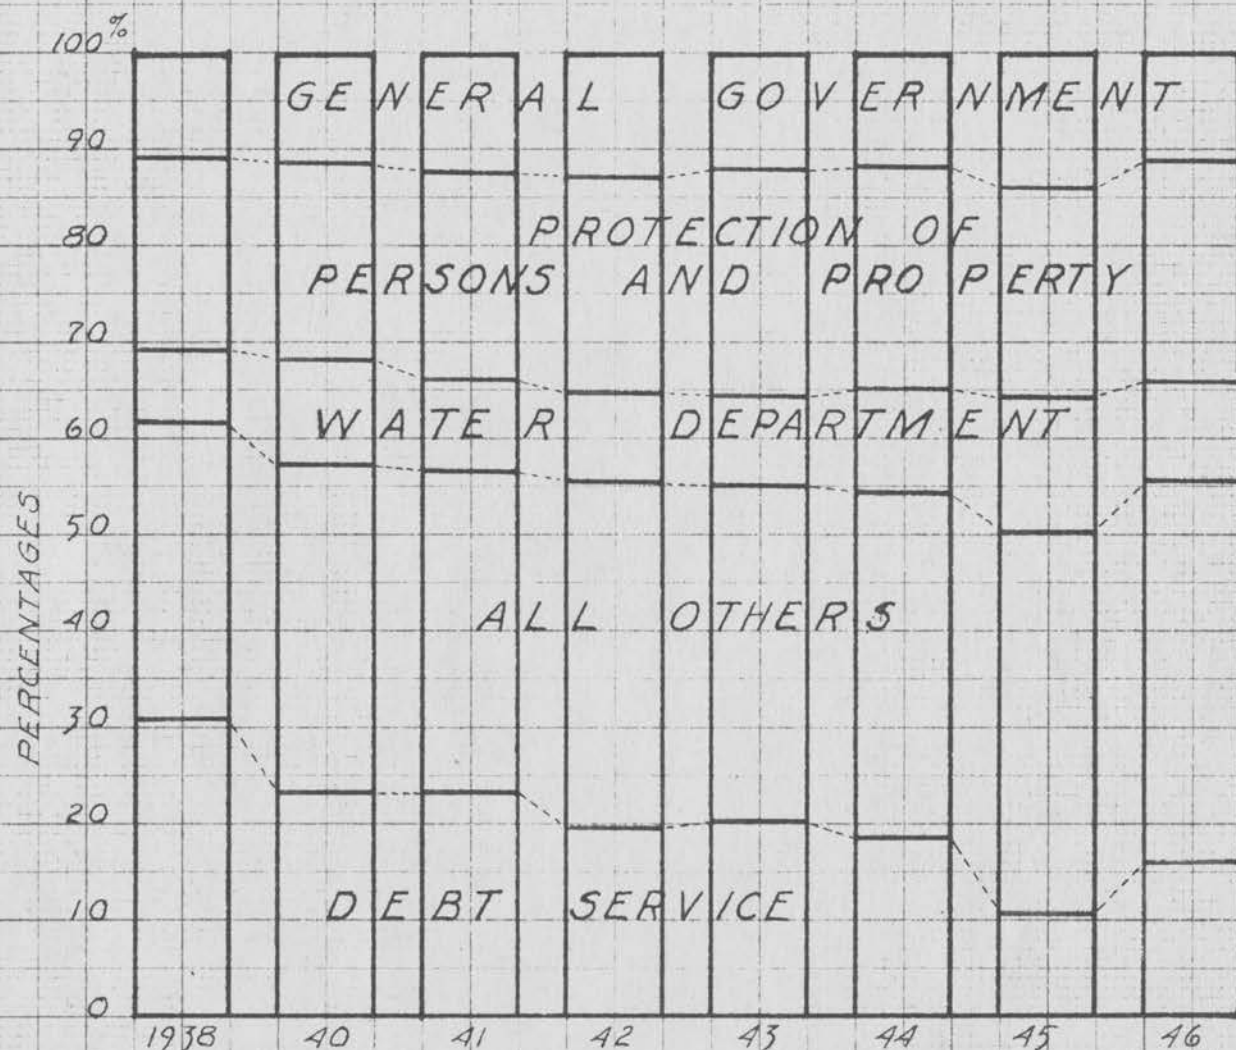 100%
GENERAL GOVERNMENT
90
80
PROTECTION OF
PERSONS AND PROPERTY
70
60
WATER DEPARTMENT
50
PERCENTAGES
40
ALL OTHERS
30
20
10
DEBT SERVICE
0
1938 40 41 42 43 44 45 46